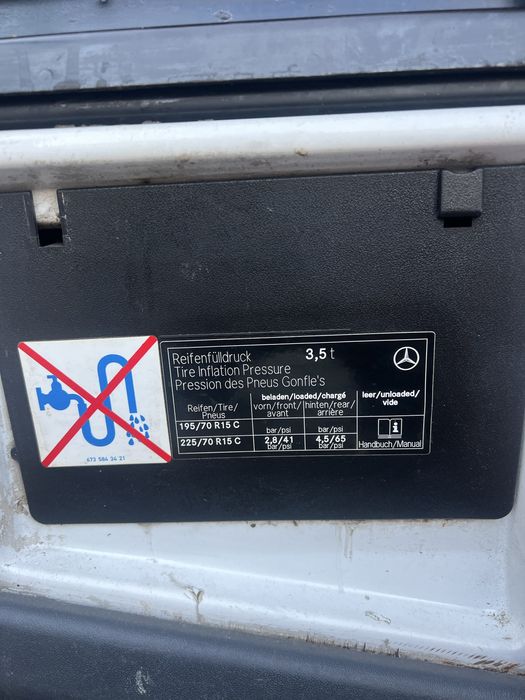 Reifenfülldruck 3,5 t
Tire Inflation Pressure
Pression des Pneus Gonfle's
beladen/loaded/chargé leer/unloaded/
Reifen/Tire/ vorn/front/ hinten/rear/ vide
Pneus avant arrière
195/70 R15 C bar/psi bar/psi
225/70 R15 C 2,8/41 4,5/65 Handbuch/Manual
bar/psi bar/psi
673 584 24 21